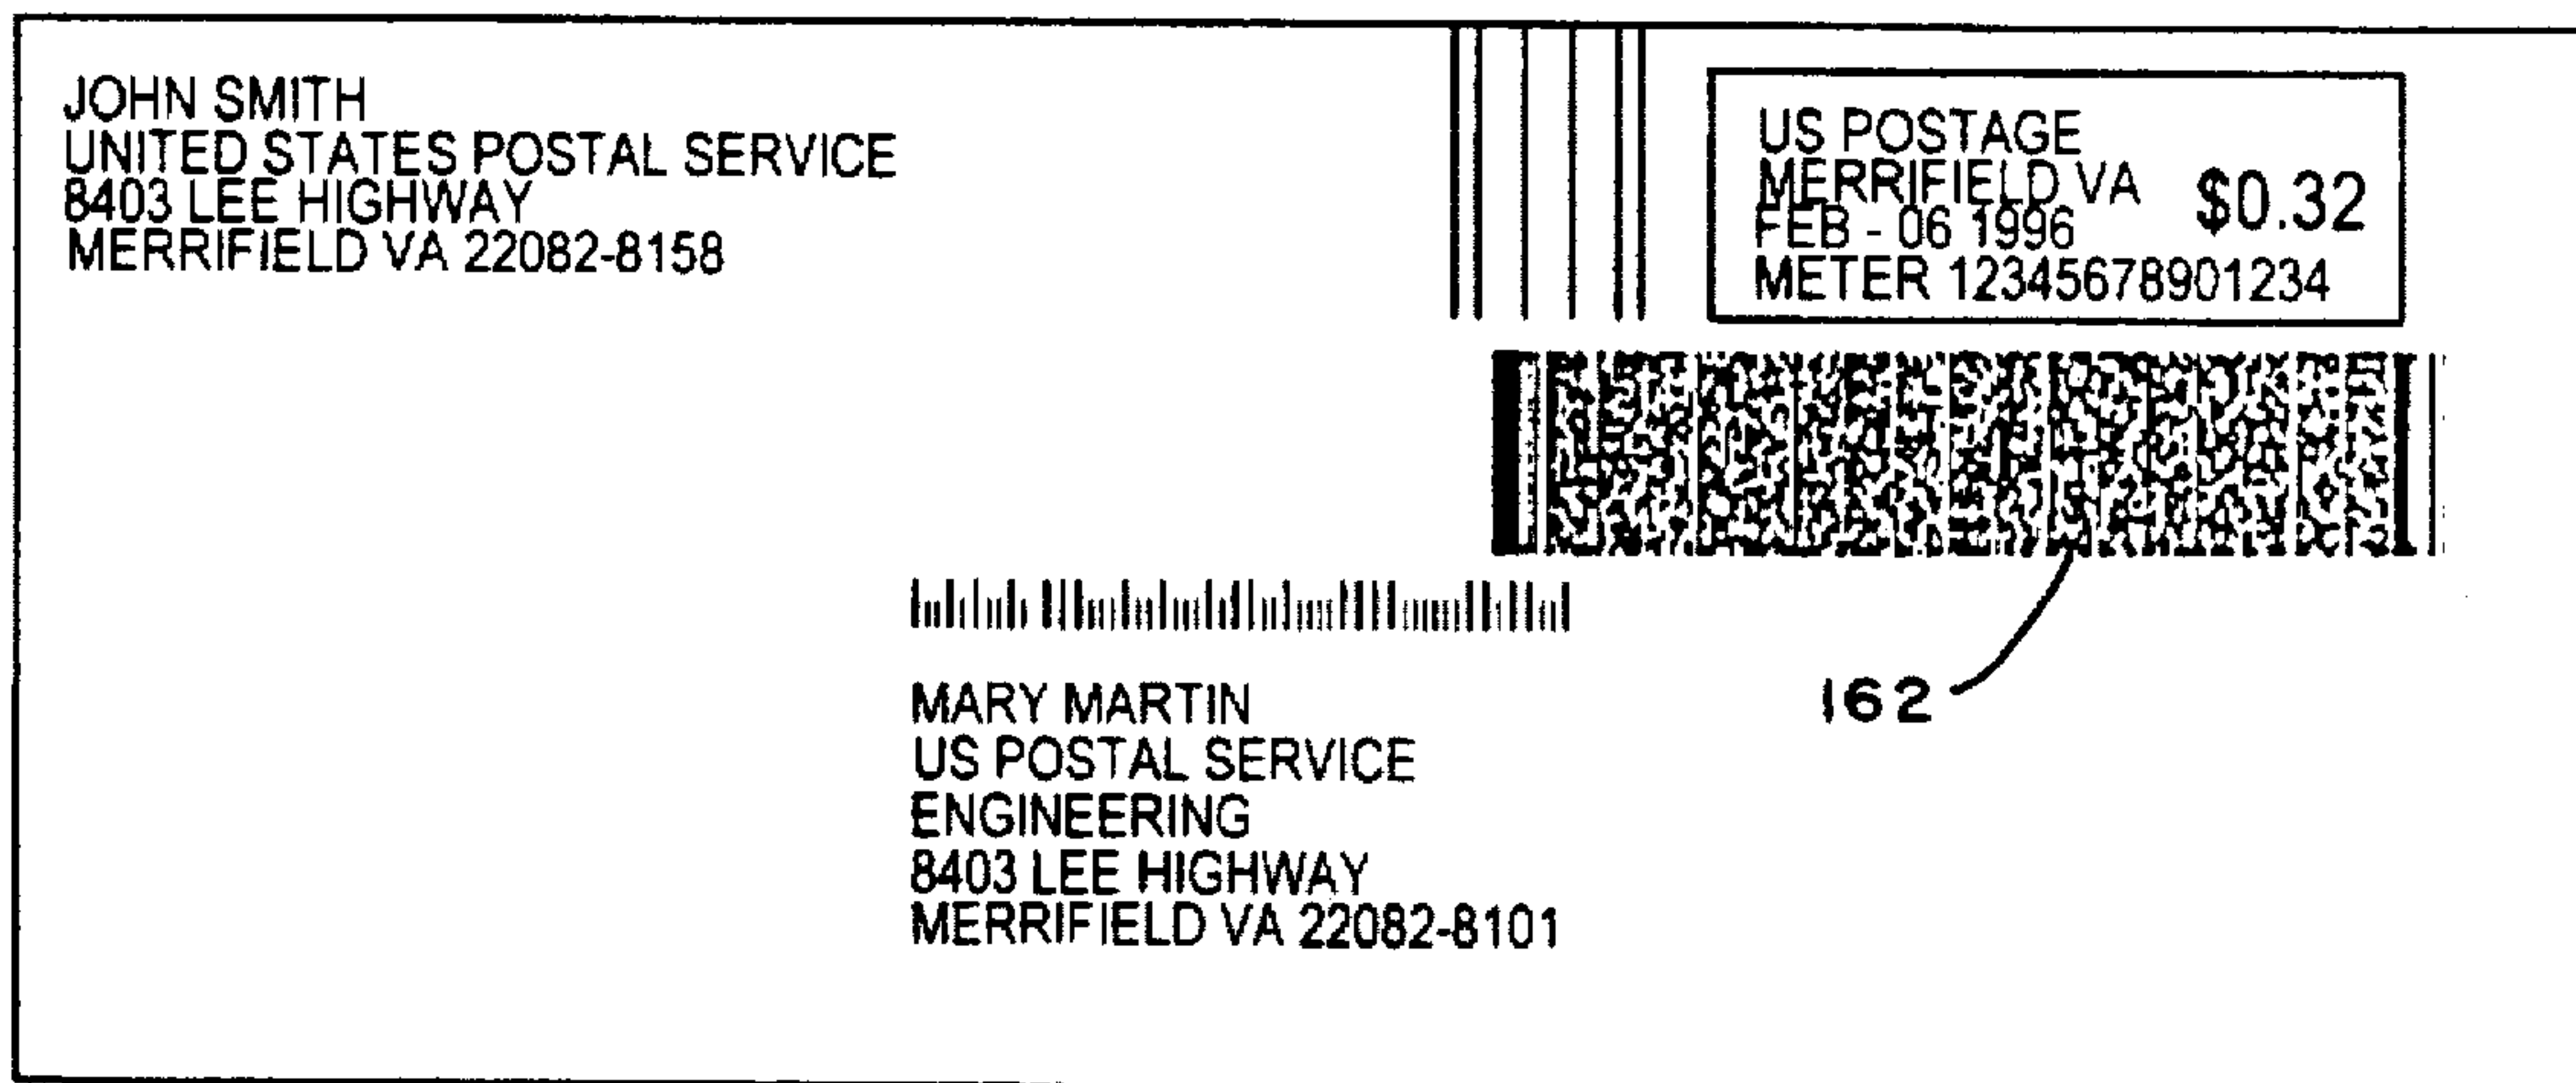 JOHN SMITH
UNITED STATES POSTAL SERVICE
8403 LEE HIGHWAY
MERRIFIELD VA 22082-8158
US POSTAGE
MERRIFIELD VA $0.32
FEB - 06 1996
METER 12345678901234
162
MARY MARTIN
US POSTAL SERVICE
ENGINEERING
8403 LEE HIGHWAY
MERRIFIELD VA 22082-8101